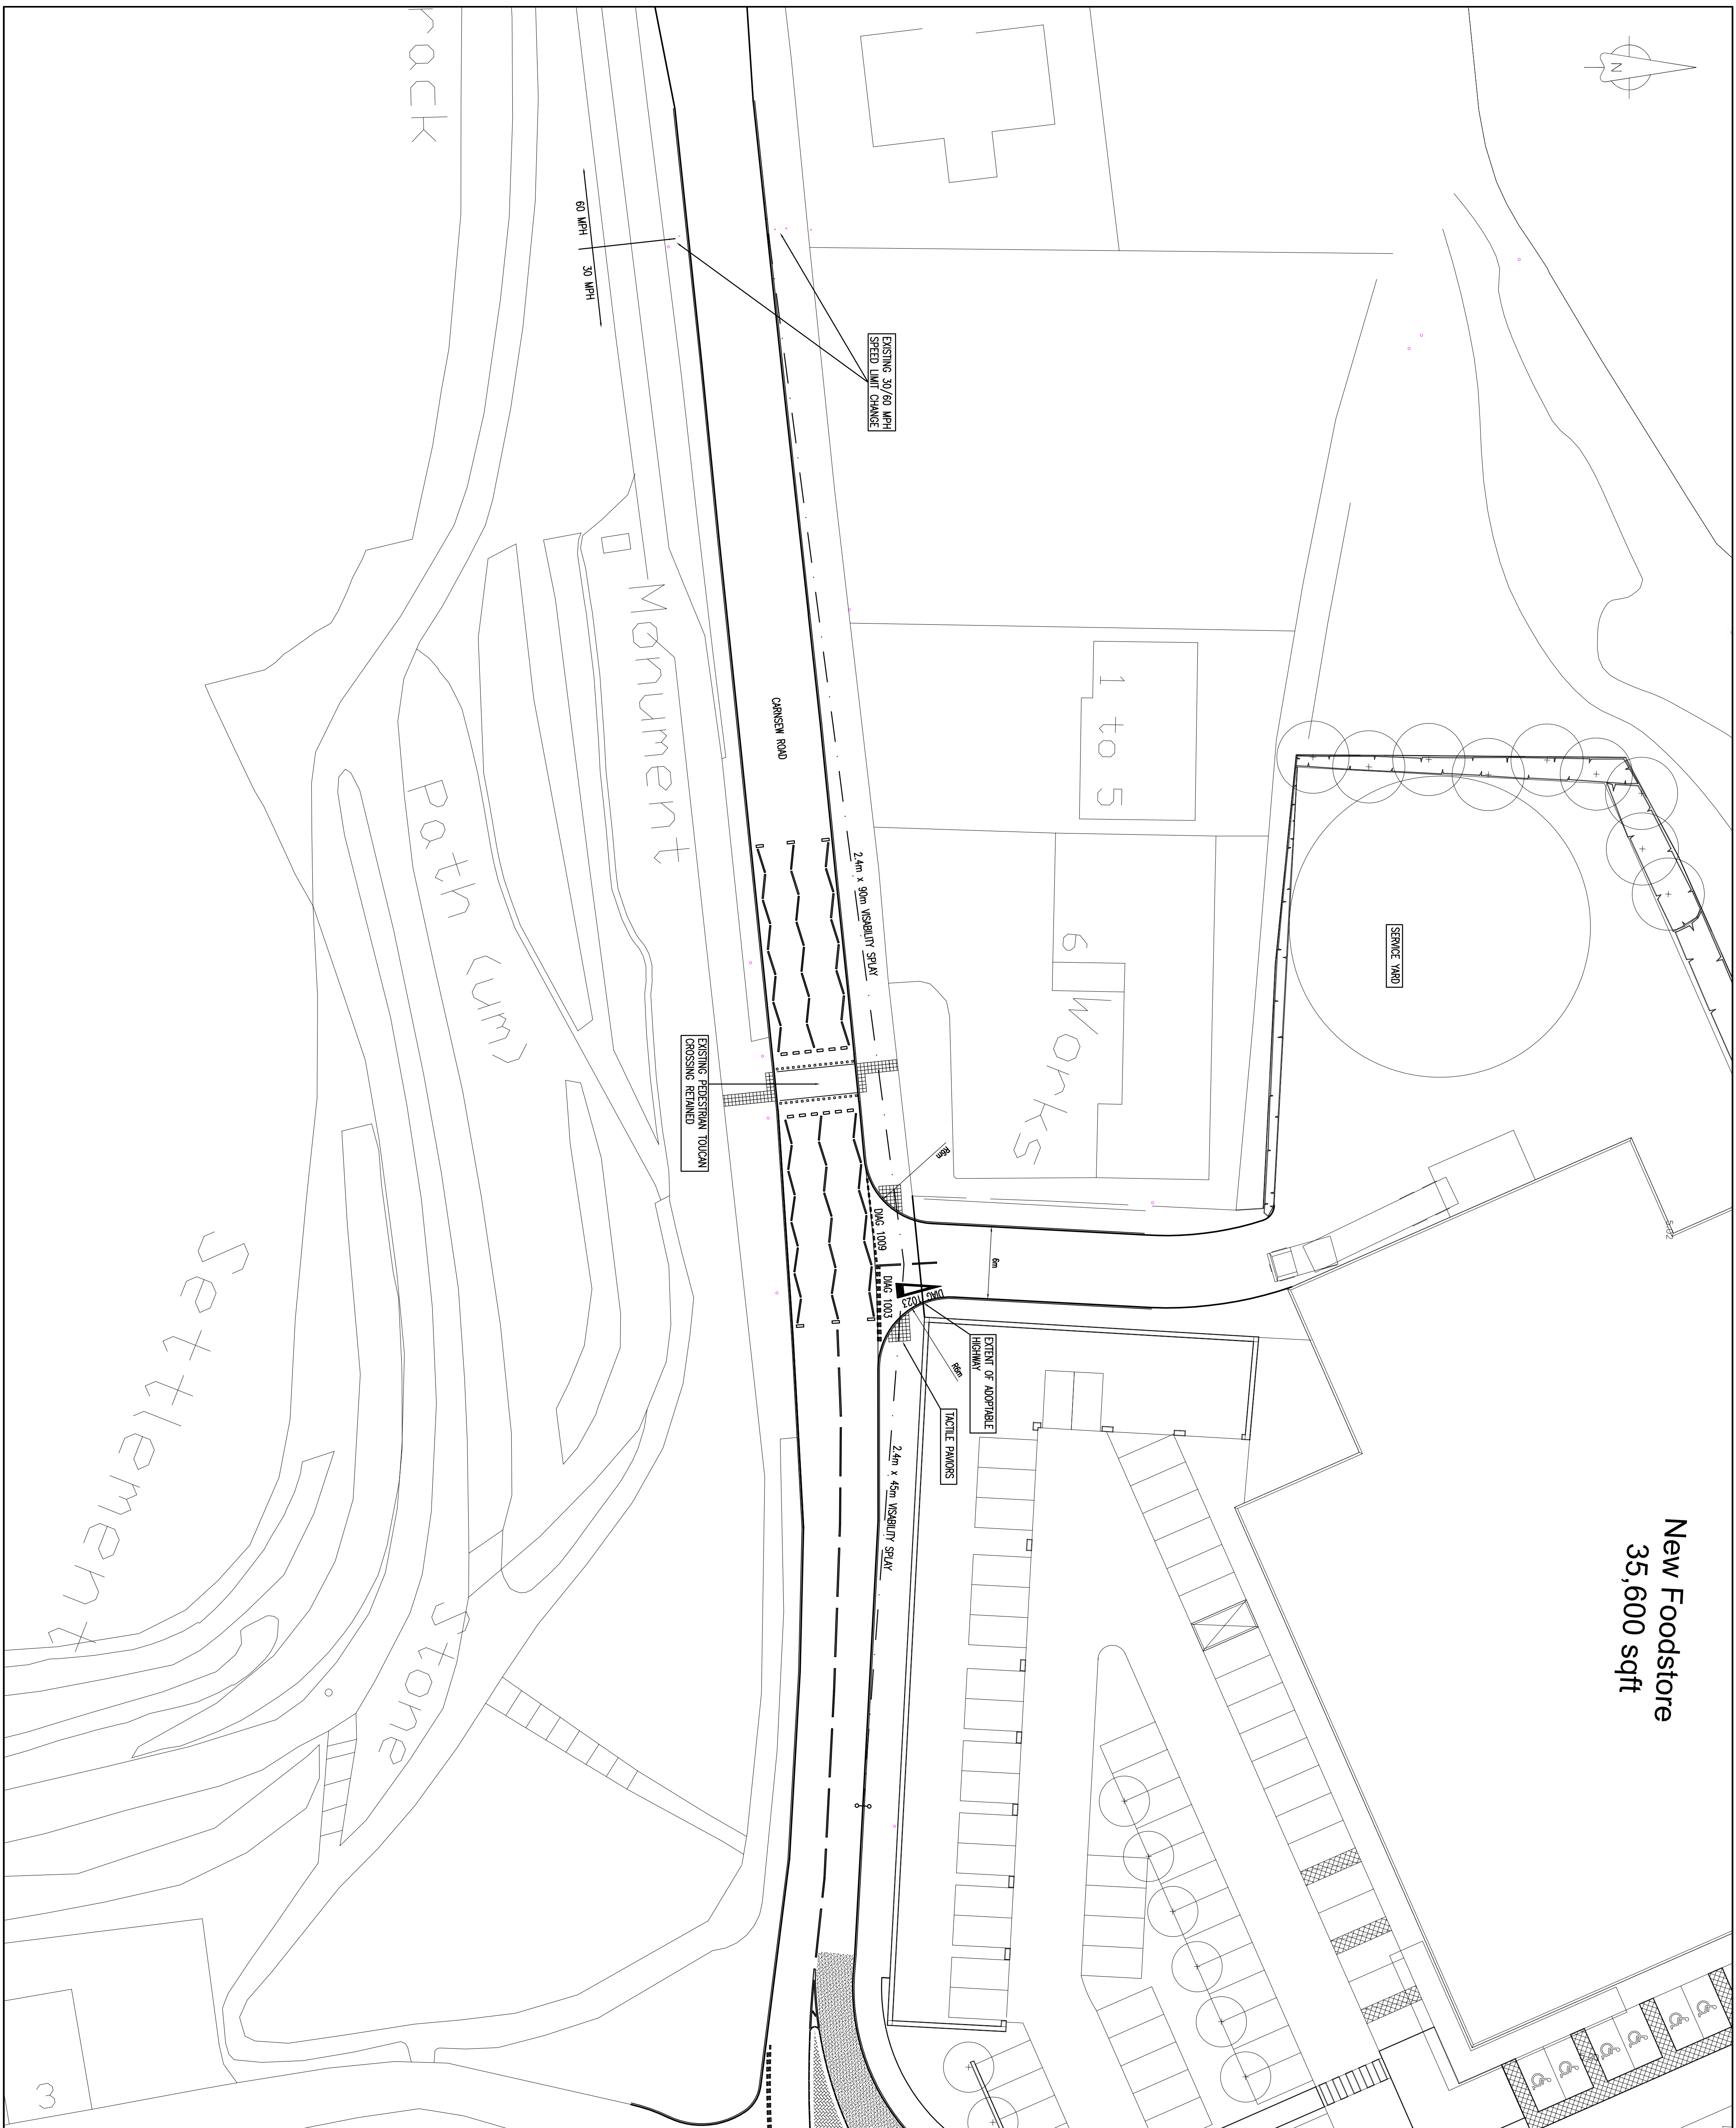 N
rack
60 MPH
30 MPH
EXISTING 30/60 MPH
SPEED LIMIT CHANGE
Monument
CARNSEW ROAD
1 to 5
Path (um)
2.4m x 90m VISABILITY SPLAY
6
Works
SERVICE YARD
EXISTING PEDESTRIAN TOUCAN
CROSSING RETAINED
R6m
DIAG 1009
6m
DIAG 1003
DIAG 1023
EXTENT OF ADOPTABLE
HIGHWAY
R6m
TACTILE PAVIORS
2.4m x 45m VISABILITY SPLAY
New Foodstore
35,600 sqft
Settlement
Stone
3